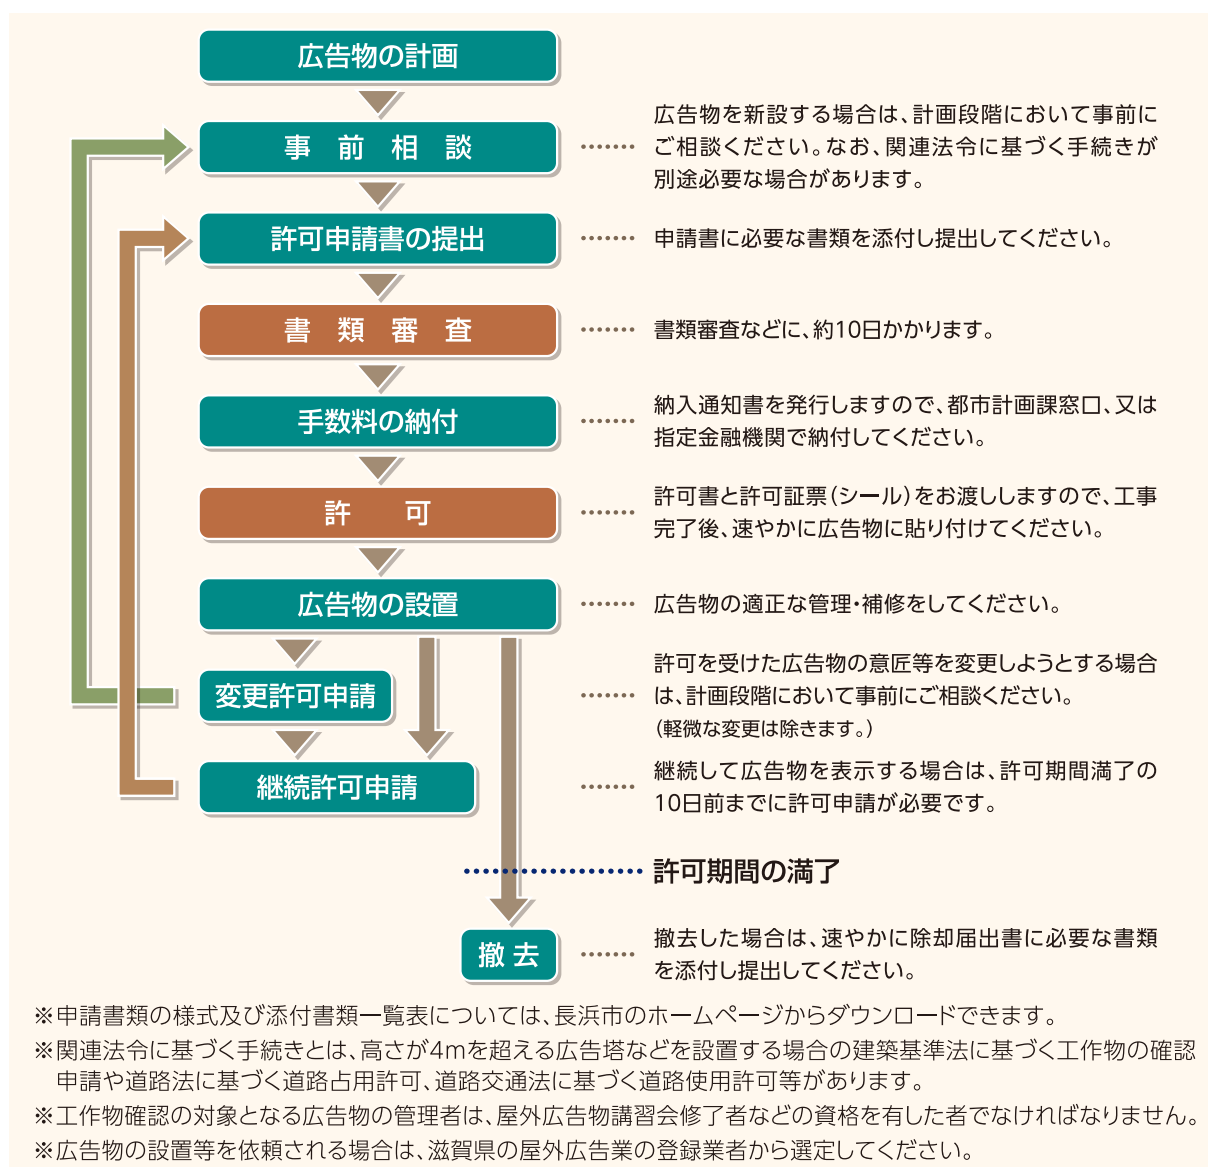 広告物の計画
事前相談
広告物を新設する場合は、計画段階において事前に
ご相談ください。なお、関連法令に基づく手続きが
別途必要な場合があります。
許可申請書の提出
申請書に必要な書類を添付し提出してください。
書類審査
書類審査などに、約10日かかります。
手数料の納付
納入通知書を発行しますので、都市計画課窓口、又は
指定金融機関で納付してください。
許可
許可書と許可証票(シール)をお渡ししますので、工事
完了後、速やかに広告物に貼り付けてください。
広告物の設置
広告物の適正な管理・補修をしてください。
変更許可申請
許可を受けた広告物の意匠等を変更しようとする場合
は、計画段階において事前にご相談ください。
(軽微な変更は除きます。)
継続許可申請
継続して広告物を表示する場合は、許可期間満了の
10日前までに許可申請が必要です。
許可期間の満了
撤去
撤去した場合は、速やかに除却届出書に必要な書類
を添付し提出してください。
※申請書類の様式及び添付書類一覧表については、長浜市のホームページからダウンロードできます。
※関連法令に基づく手続きとは、高さが4mを超える広告塔などを設置する場合の建築基準法に基づく工作物の確認
申請や道路法に基づく道路占用許可、道路交通法に基づく道路使用許可等があります。
※工作物確認の対象となる広告物の管理者は、屋外広告物講習会修了者などの資格を有した者でなければなりません。
※広告物の設置等を依頼される場合は、滋賀県の屋外広告業の登録業者から選定してください。